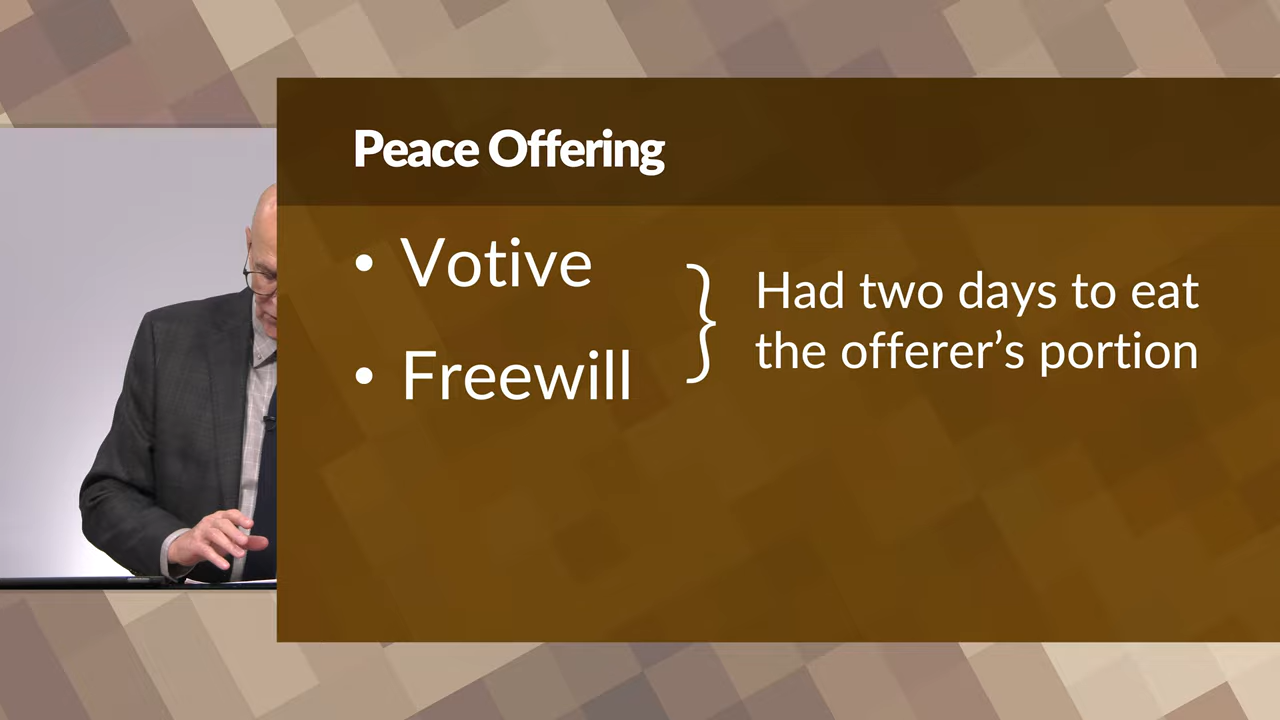 Peace Offering
• Votive
• Freewill
} Had two days to eat
the offerer’s portion